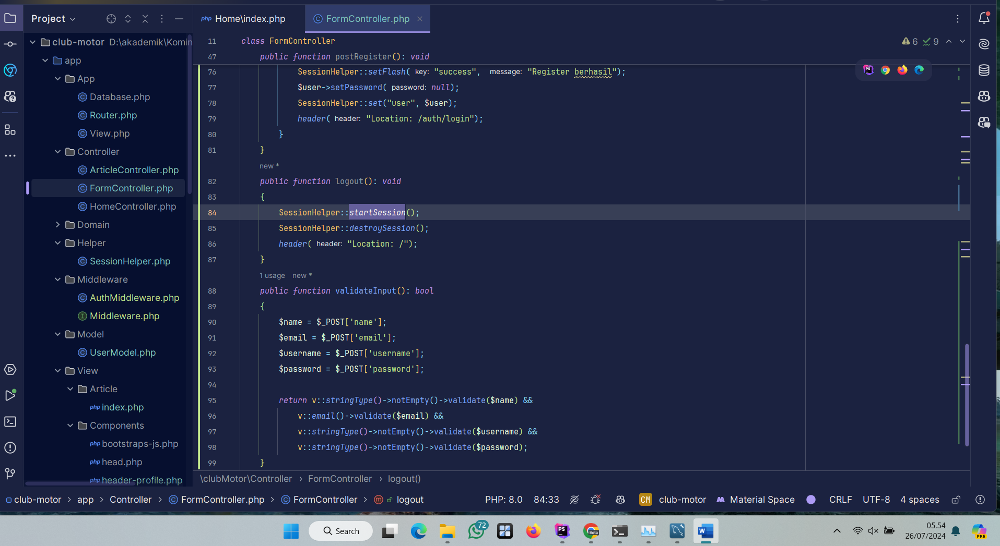 Project
php Home\index.php
FormController.php
club-motor D:\akademik\Komin
app
App
Database.php
Router.php
View.php
Controller
ArticleController.php
FormController.php
HomeController.php
Domain
Helper
SessionHelper.php
Middleware
AuthMiddleware.php
Middleware.php
Model
UserModel.php
View
Article
php index.php
Components
php bootstraps-js.php
php head.php
php header-profile.php
6 9
11 class FormController
47 public function postRegister(): void
76 SessionHelper::setFlash( key: "success", message: "Register berhasil");
77 $user->setPassword( password: null);
78 SessionHelper::set("user", $user);
79 header( header: "Location: /auth/login");
80 }
81 }
new *
82 public function logout(): void
83 {
84 SessionHelper::startSession();
85 SessionHelper::destroySession();
86 header( header: "Location: /");
87 }
1 usage new *
88 public function validateInput(): bool
89 {
90 $name = $_POST['name'];
91 $email = $_POST['email'];
92 $username = $_POST['username'];
93 $password = $_POST['password'];
94
95 return v::stringType()->notEmpty()->validate($name) &&
96 v::email()->validate($email) &&
97 v::stringType()->notEmpty()->validate($username) &&
98 v::stringType()->notEmpty()->validate($password);
99 }
\clubMotor\Controller › FormController › logout()
club-motor > app > Controller > FormController.php > FormController > logout
PHP: 8.0 84:33 CM club-motor Material Space CRLF UTF-8 4 spaces
Search
72
PS
Beta
W
05.54
26/07/2024
PRE